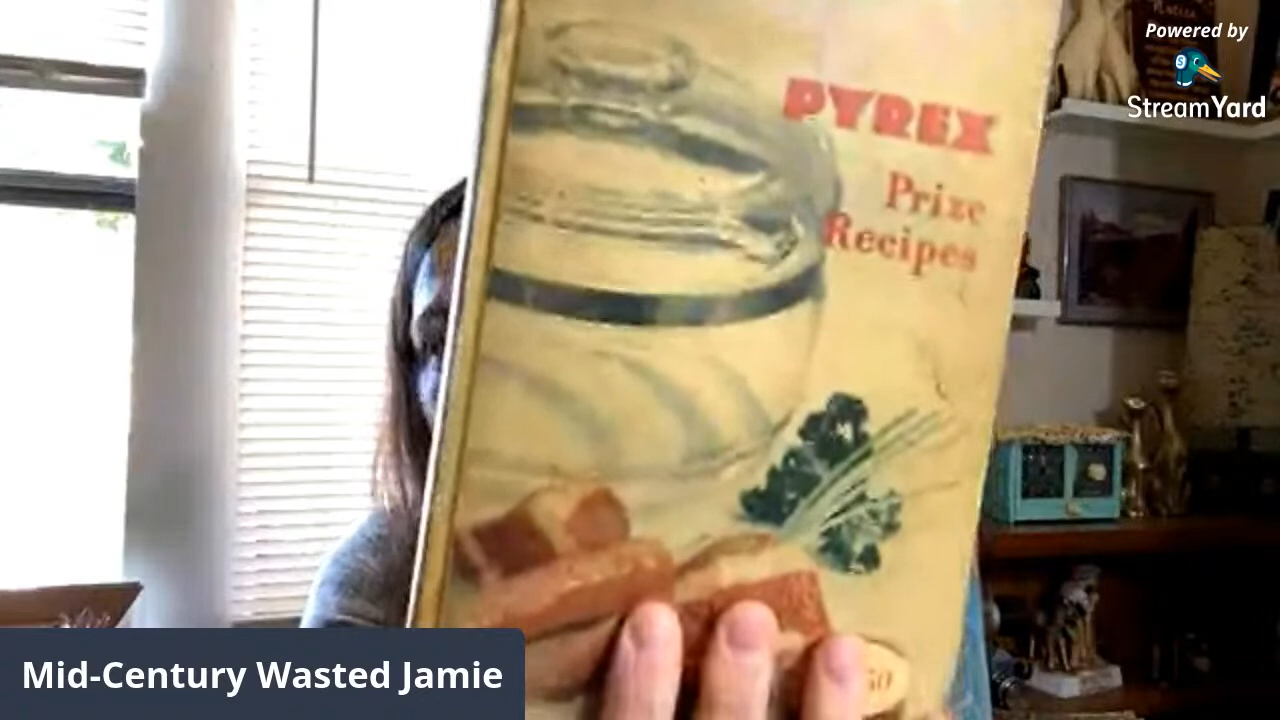 Powered by
StreamYard
PYREX
Prize
Recipes
Mid-Century Wasted Jamie